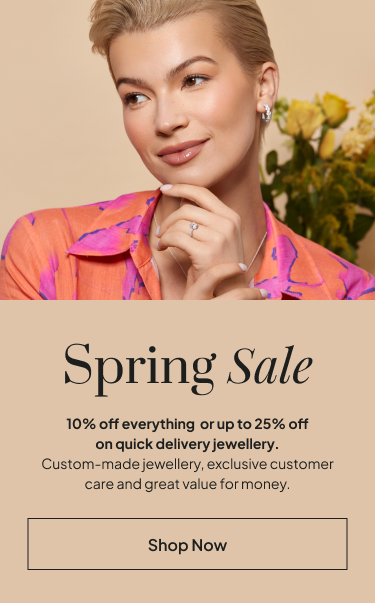 Spring Sale
10% off everything or up to 25% off
on quick delivery jewellery.
Custom-made jewellery, exclusive customer
care and great value for money.
Shop Now